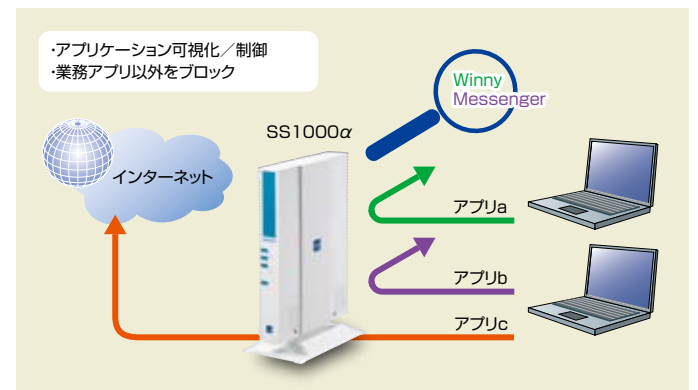 ・アプリケーション可視化／制御
・業務アプリ以外をブロック
Winny
Messenger
SS1000α
インターネット
アプリa
アプリb
アプリc